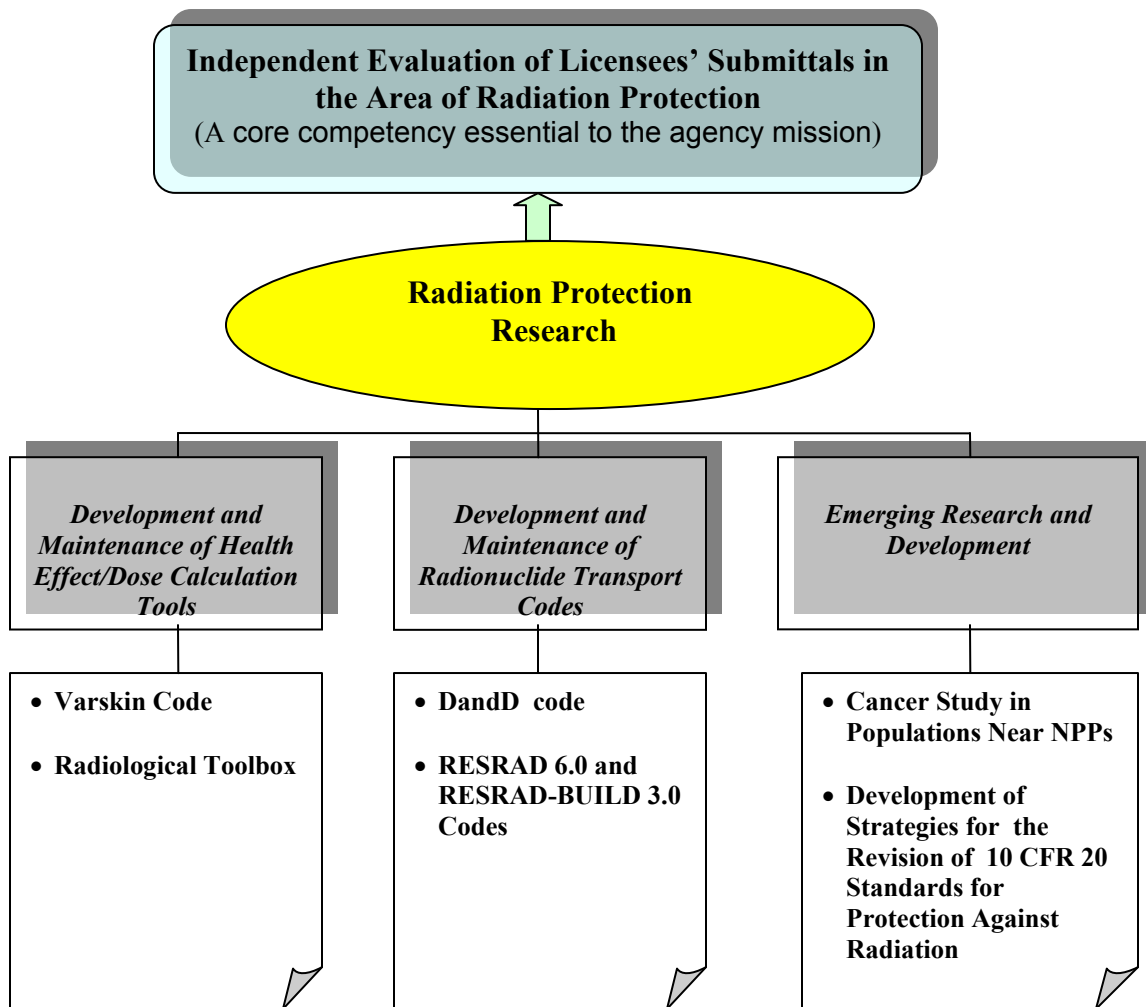 Independent Evaluation of Licensees’ Submittals in
the Area of Radiation Protection
(A core competency essential to the agency mission)
Radiation Protection
Research
Development and
Maintenance of Health
Effect/Dose Calculation
Tools
Development and
Maintenance of
Radionuclide Transport
Codes
Emerging Research and
Development
• Varskin Code
• Radiological Toolbox
• DandD code
• RESRAD 6.0 and
RESRAD-BUILD 3.0
Codes
• Cancer Study in
Populations Near NPPs
• Development of
Strategies for the
Revision of 10 CFR 20
Standards for
Protection Against
Radiation